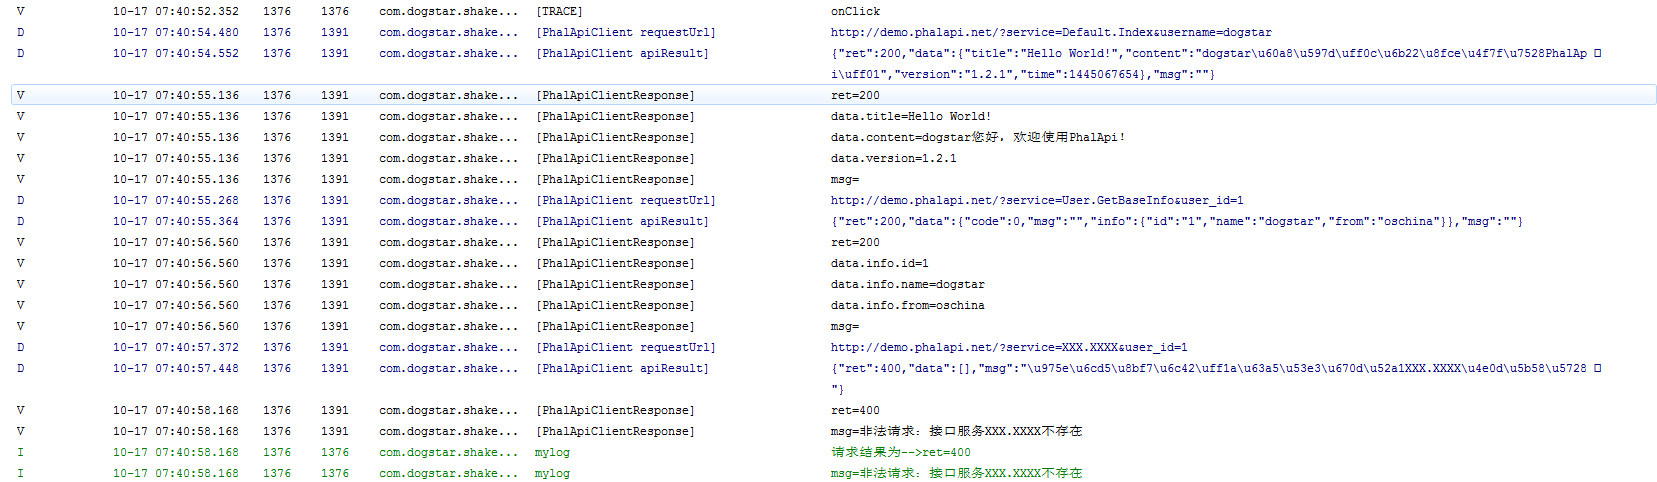 V 10-17 07:40:52.352 1376 1376 com.dogstar.shake... [TRACE] onClick
D 10-17 07:40:54.480 1376 1391 com.dogstar.shake... [PhalApiClient requestUrl] http://demo.phalapi.net/?service=Default.Index&username=dogstar
D 10-17 07:40:54.552 1376 1391 com.dogstar.shake... [PhalApiClient apiResult] {"ret":200,"data":{"title":"Hello World!","content":"dogstar\u60a8\u597d\uff0c\u6b22\u8fce\u4f7f\u7528PhalAp
i\uff01","version":"1.2.1","time":1445067654},"msg":""}
V 10-17 07:40:55.136 1376 1391 com.dogstar.shake... [PhalApiClientResponse] ret=200
V 10-17 07:40:55.136 1376 1391 com.dogstar.shake... [PhalApiClientResponse] data.title=Hello World!
V 10-17 07:40:55.136 1376 1391 com.dogstar.shake... [PhalApiClientResponse] data.content=dogstar您好，欢迎使用PhalApi！
V 10-17 07:40:55.136 1376 1391 com.dogstar.shake... [PhalApiClientResponse] data.version=1.2.1
V 10-17 07:40:55.136 1376 1391 com.dogstar.shake... [PhalApiClientResponse] msg=
D 10-17 07:40:55.268 1376 1391 com.dogstar.shake... [PhalApiClient requestUrl] http://demo.phalapi.net/?service=User.GetBaseInfo&user_id=1
D 10-17 07:40:55.364 1376 1391 com.dogstar.shake... [PhalApiClient apiResult] {"ret":200,"data":{"code":0,"msg":"","info":{"id":"1","name":"dogstar","from":"oschina"}},"msg":""}
V 10-17 07:40:56.560 1376 1391 com.dogstar.shake... [PhalApiClientResponse] ret=200
V 10-17 07:40:56.560 1376 1391 com.dogstar.shake... [PhalApiClientResponse] data.info.id=1
V 10-17 07:40:56.560 1376 1391 com.dogstar.shake... [PhalApiClientResponse] data.info.name=dogstar
V 10-17 07:40:56.560 1376 1391 com.dogstar.shake... [PhalApiClientResponse] data.info.from=oschina
V 10-17 07:40:56.560 1376 1391 com.dogstar.shake... [PhalApiClientResponse] msg=
D 10-17 07:40:57.372 1376 1391 com.dogstar.shake... [PhalApiClient requestUrl] http://demo.phalapi.net/?service=XXX.XXXX&user_id=1
D 10-17 07:40:57.448 1376 1391 com.dogstar.shake... [PhalApiClient apiResult] {"ret":400,"data":[],"msg":"\u975e\u6cd5\u8bf7\u6c42\uff1a\u63a5\u53e3\u670d\u52a1XXX.XXXX\u4e0d\u5b58\u5728
"}
V 10-17 07:40:58.168 1376 1391 com.dogstar.shake... [PhalApiClientResponse] ret=400
V 10-17 07:40:58.168 1376 1391 com.dogstar.shake... [PhalApiClientResponse] msg=非法请求：接口服务XXX.XXXX不存在
I 10-17 07:40:58.168 1376 1376 com.dogstar.shake... mylog 请求结果为-->ret=400
I 10-17 07:40:58.168 1376 1376 com.dogstar.shake... mylog msg=非法请求：接口服务XXX.XXXX不存在